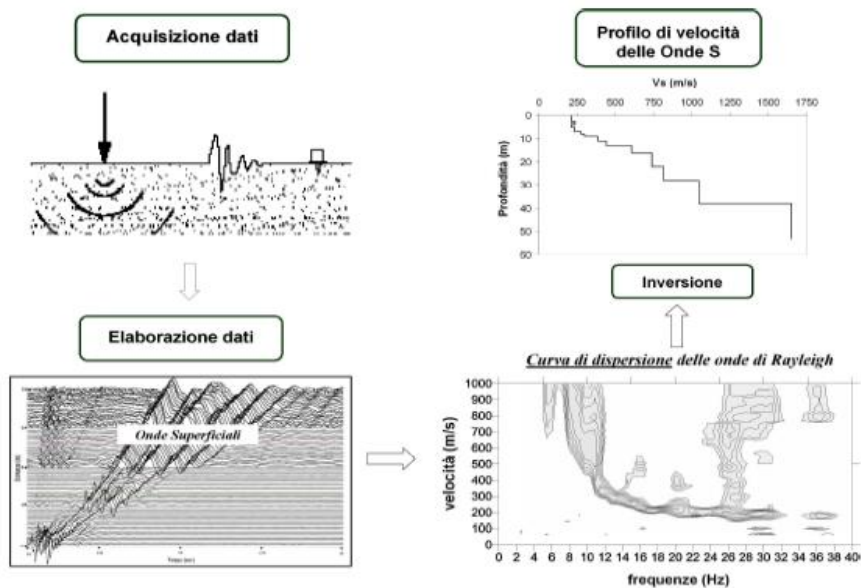 Acquisizione dati
Elaborazione dati
Onde Superficiali
Profilo di velocità
delle Onde S
Vs (m/s)
0 250 500 750 1000 1250 1500 1750
Profondità (m)
0
10
20
30
40
50
60
Inversione
Curva di dispersione delle onde di Rayleigh
velocità (m/s)
1000
900
800
700
600
500
400
300
200
100
0
0 2 4 6 8 10 12 14 16 18 20 22 24 26 28 30 32 34 36 38 40
frequenze (Hz)